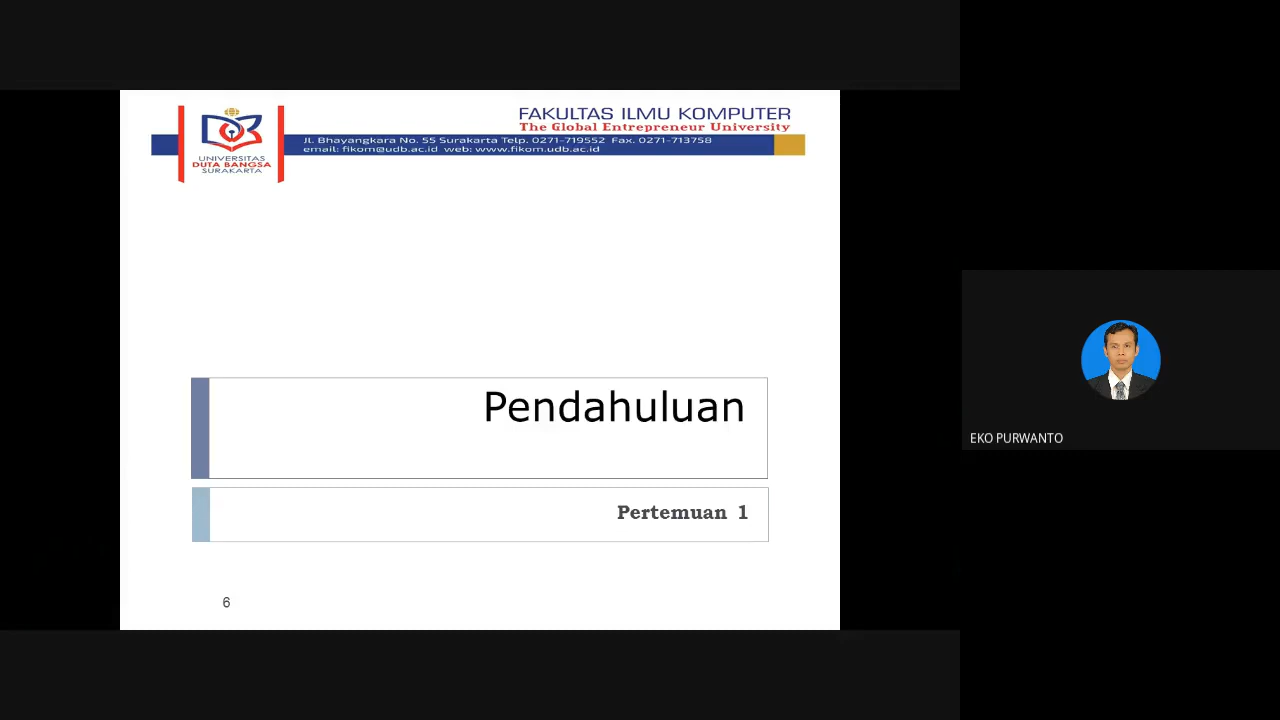 FAKULTAS ILMU KOMPUTER
The Global Entrepreneur University
JL. Bhayangkara No. 55 Surakarta Telp. 0271-719552 Fax. 0271-713758
email: fikom@udb.ac.id web: www.fikom.udb.ac.id
UNIVERSITAS
DUTA BANGSA
SURAKARTA
Pendahuluan
Pertemuan 1
6
EKO PURWANTO